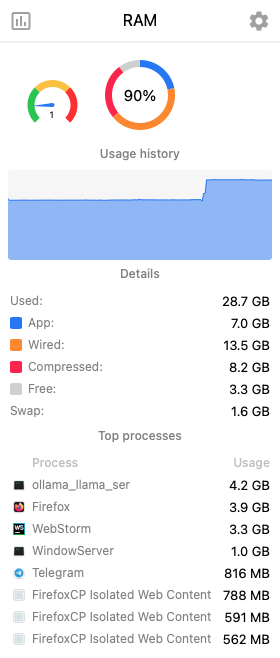 RAM
1
90%
Usage history
Details
Used: 28.7 GB
App: 7.0 GB
Wired: 13.5 GB
Compressed: 8.2 GB
Free: 3.3 GB
Swap: 1.6 GB
Top processes
Process Usage
ollama_llama_ser 4.2 GB
Firefox 3.9 GB
WS WebStorm 3.3 GB
WindowServer 1.0 GB
Telegram 816 MB
FirefoxCP Isolated Web Content 788 MB
FirefoxCP Isolated Web Content 591 MB
FirefoxCP Isolated Web Content 562 MB